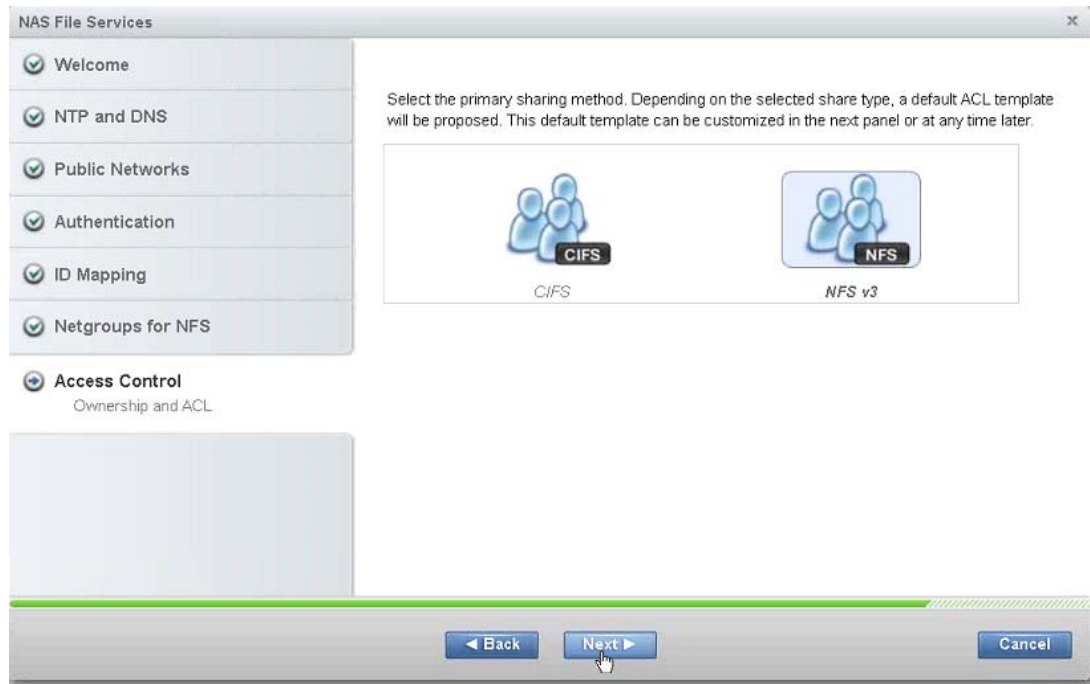 NAS File Services
x
Welcome
NTP and DNS
Public Networks
Authentication
ID Mapping
Netgroups for NFS
Access Control
Ownership and ACL
Select the primary sharing method. Depending on the selected share type, a default ACL template
will be proposed. This default template can be customized in the next panel or at any time later.
CIFS
NFS
CIFS
NFS v3
Back
Next
Cancel